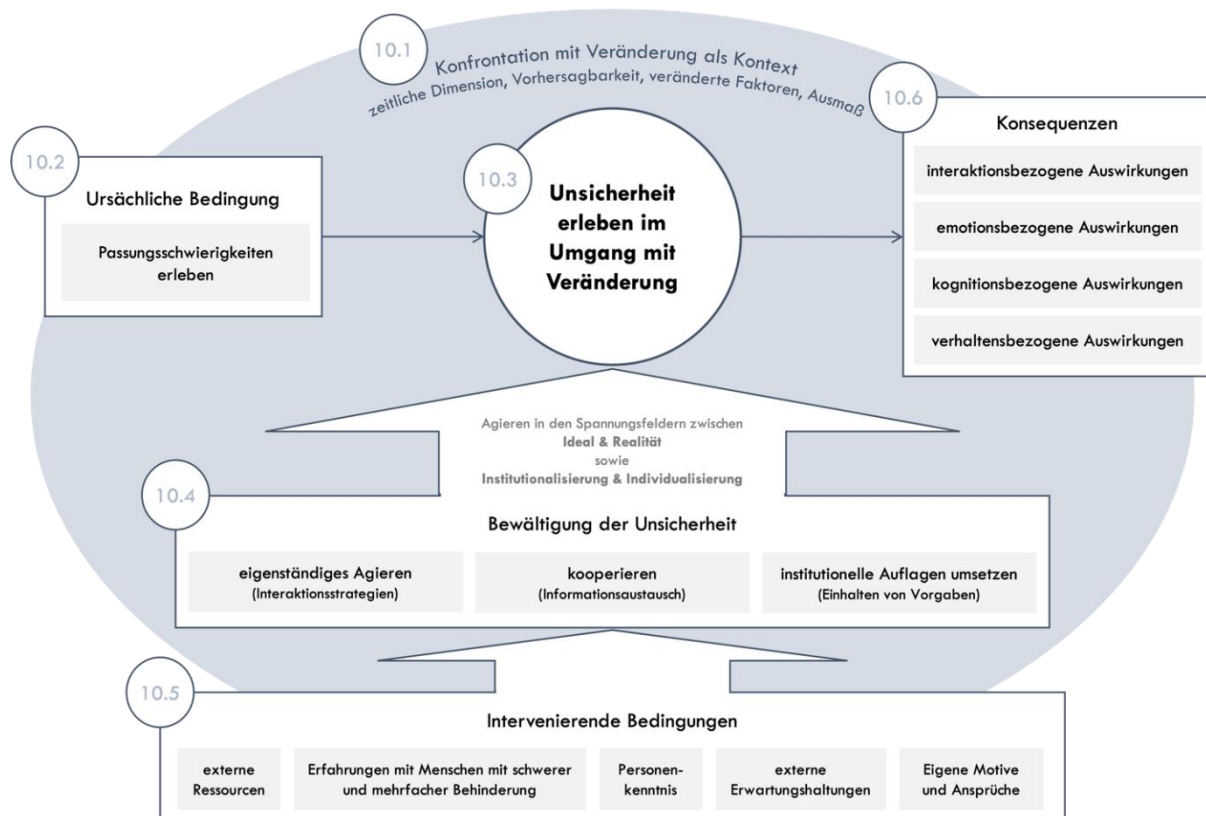 10.1
Konfrontation mit Veränderung als Kontext
zeitliche Dimension, Vorhersagbarkeit, veränderte Faktoren, Ausmaß
10.2
Ursächliche Bedingung
Passungsschwierigkeiten
erleben
10.3
Unsicherheit
erleben im
Umgang mit
Veränderung
10.6
Konsequenzen
interaktionsbezogene Auswirkungen
emotionsbezogene Auswirkungen
kognitionsbezogene Auswirkungen
verhaltensbezogene Auswirkungen
Agieren in den Spannungsfeldern zwischen
Ideal & Realität
sowie
Institutionalisierung & Individualisierung
10.4
Bewältigung der Unsicherheit
eigenständiges Agieren
(Interaktionsstrategien)
kooperieren
(Informationsaustausch)
institutionelle Auflagen umsetzen
(Einhalten von Vorgaben)
10.5
Intervenierende Bedingungen
externe
Ressourcen
Erfahrungen mit Menschen mit schwerer
und mehrfacher Behinderung
Personen-
kenntnis
externe
Erwartungshaltungen
Eigene Motive
und Ansprüche